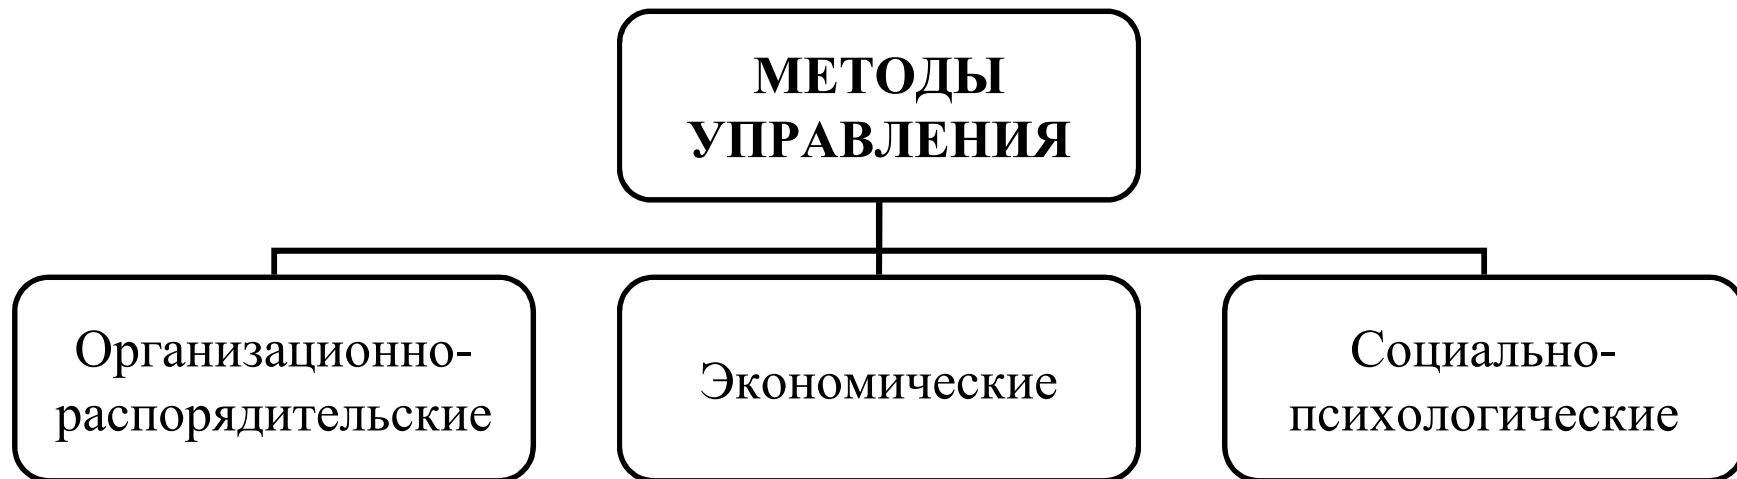 МЕТОДЫ
УПРАВЛЕНИЯ
Организационно-
распорядительские
Экономические
Социально-
психологические